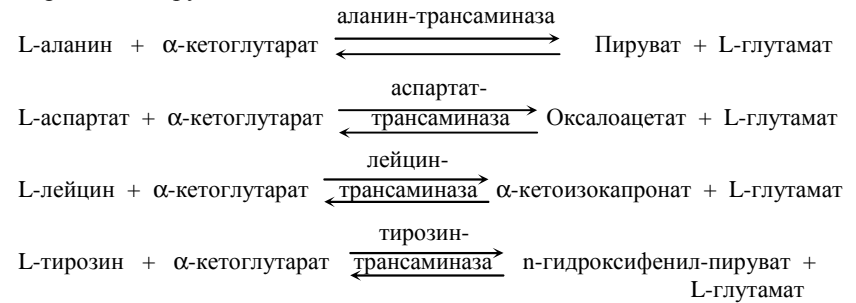 аланин-трансаминаза
L-аланин + α-кетоглутарат Пируват + L-глутамат
аспартат-
L-аспартат + α-кетоглутарат трансаминаза Оксалоацетат + L-глутамат
лейцин-
L-лейцин + α-кетоглутарат трансаминаза α-кетоизокапронат + L-глутамат
тирозин-
L-тирозин + α-кетоглутарат трансаминаза n-гидроксифенил-пируват +
L-глутамат